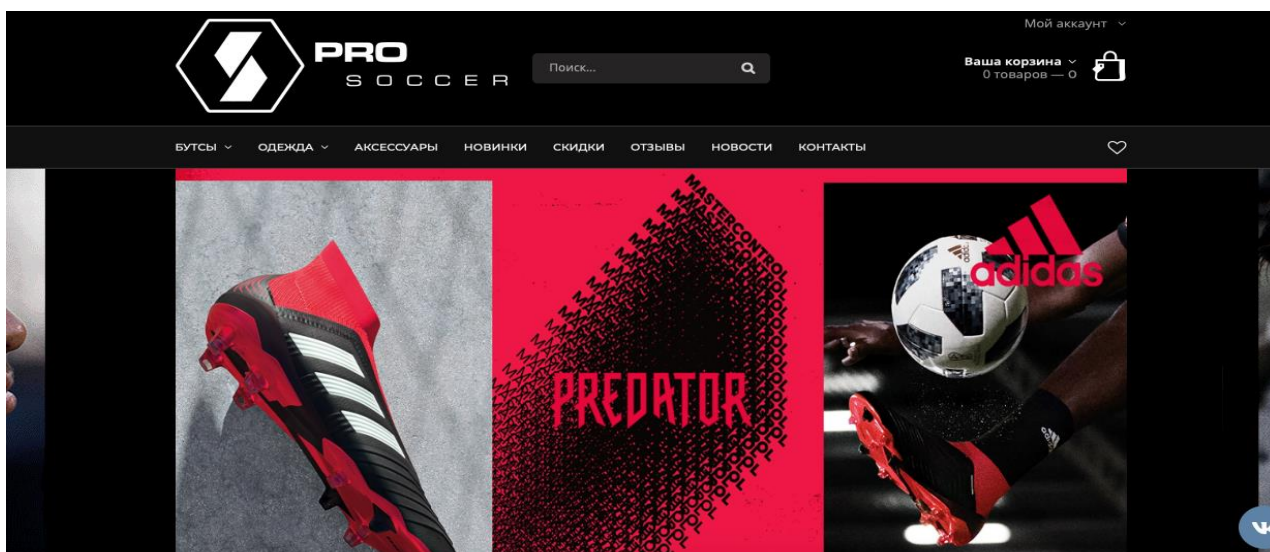 Мой аккаунт
PRO
SOCCER
Поиск...
Ваша корзина
0 товаров — 0
БУТСЫ ОДЕЖДА АКСЕССУАРЫ НОВИНКИ СКИДКИ ОТЗЫВЫ НОВОСТИ КОНТАКТЫ
MASTERCONTROL
MASTERCONTROL
PREDATOR
adidas